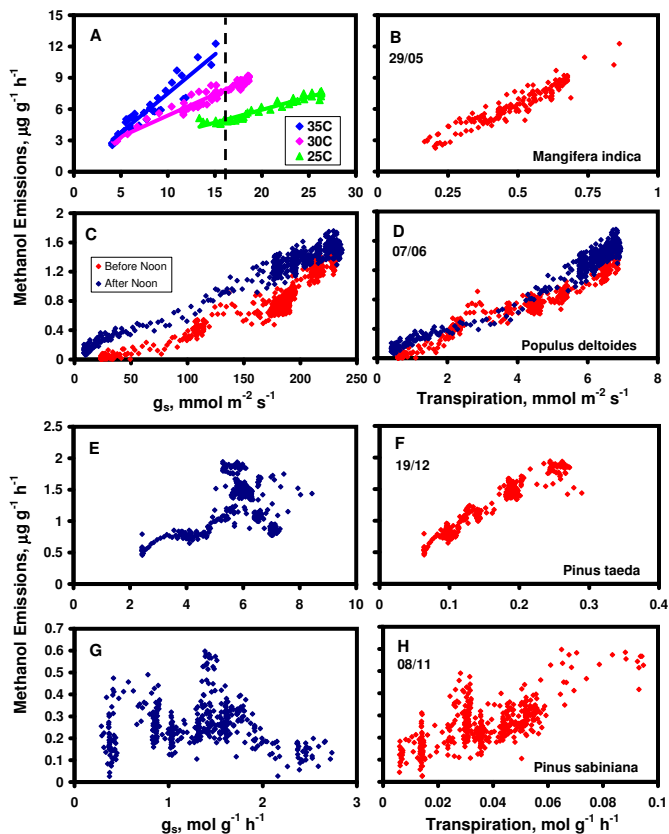 A
B
29/05
15
12
9
6
3
0
35C
30C
25C
Mangifera indica
0 5 10 15 20 25 30
0 0.25 0.5 0.75 1
Methanol Emissions, µg g⁻¹ h⁻¹
C
D
07/06
2
1.6
1.2
0.8
0.4
0
Before Noon
After Noon
Populus deltoides
0 50 100 150 200 250
0 2 4 6 8
gₛ, mmol m⁻² s⁻¹
Transpiration, mmol m⁻² s⁻¹
E
F
19/12
2.5
2
1.5
1
0.5
0
Pinus taeda
0 2 4 6 8 10
0 0.1 0.2 0.3 0.4
Methanol Emissions, µg g⁻¹ h⁻¹
G
H
08/11
0.7
0.6
0.5
0.4
0.3
0.2
0.1
0
Pinus sabiniana
0 1 2 3
0 0.02 0.04 0.06 0.08 0.1
gₛ, mol g⁻¹ h⁻¹
Transpiration, mol g⁻¹ h⁻¹